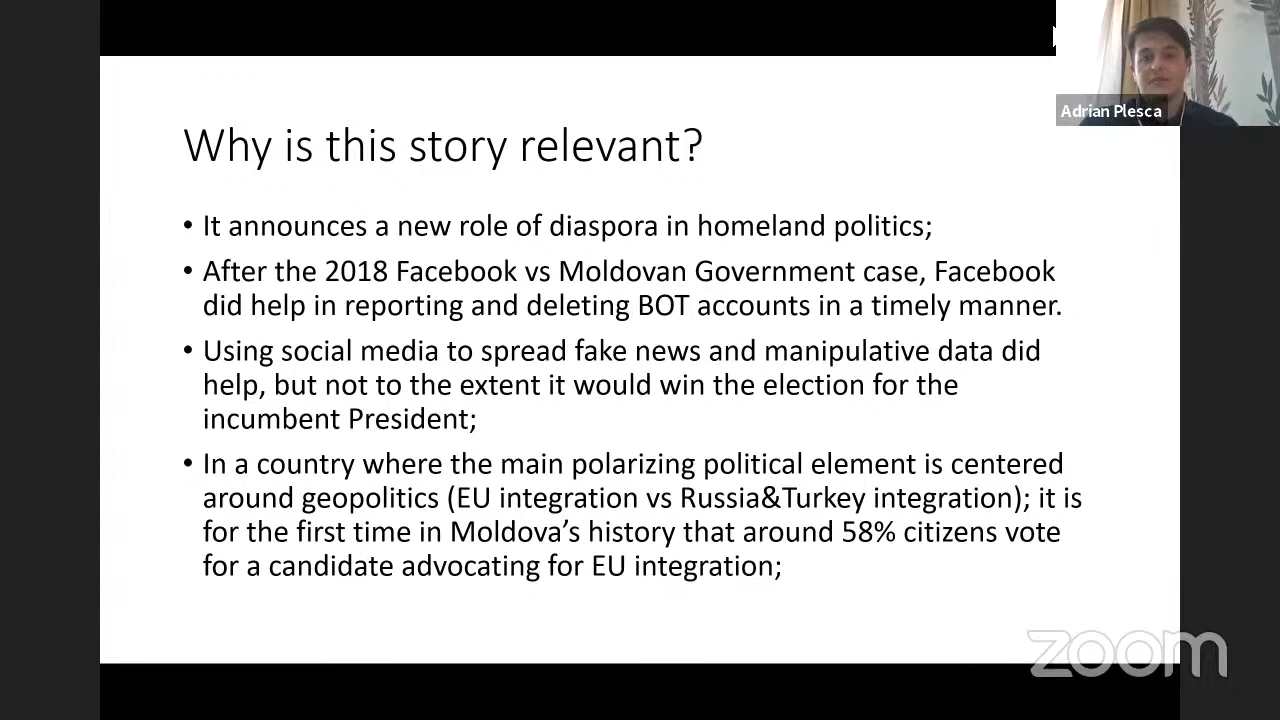 Adrian Plesca
Why is this story relevant?
• It announces a new role of diaspora in homeland politics;
• After the 2018 Facebook vs Moldovan Government case, Facebook
did help in reporting and deleting BOT accounts in a timely manner.
• Using social media to spread fake news and manipulative data did
help, but not to the extent it would win the election for the
incumbent President;
• In a country where the main polarizing political element is centered
around geopolitics (EU integration vs Russia&Turkey integration); it is
for the first time in Moldova’s history that around 58% citizens vote
for a candidate advocating for EU integration;
zoom